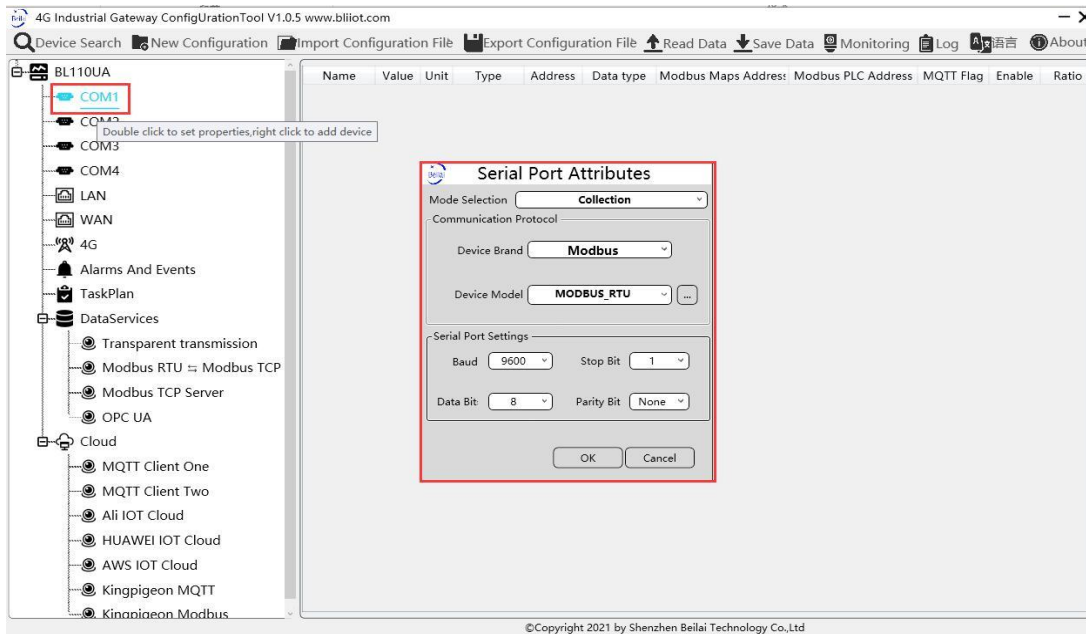 4G Industrial Gateway ConfigUrationTool V1.0.5 www.bliiot.com
Device Search New Configuration Import Configuration File Export Configuration File Read Data Save Data Monitoring Log 语言 About
BL110UA
Name Value Unit Type Address Data type Modbus Maps Address Modbus PLC Address MQTT Flag Enable Ratio
COM1
COM2
Double click to set properties,right click to add device
COM3
COM4
LAN
WAN
4G
Alarms And Events
TaskPlan
DataServices
Transparent transmission
Modbus RTU ⇆ Modbus TCP
Modbus TCP Server
OPC UA
Cloud
MQTT Client One
MQTT Client Two
Ali IOT Cloud
HUAWEI IOT Cloud
AWS IOT Cloud
Kingpigeon MQTT
Kingpigeon Modbus
Beilai
Serial Port Attributes
Mode Selection Collection
Communication Protocol
Device Brand Modbus
Device Model MODBUS_RTU ...
Serial Port Settings
Baud 9600 Stop Bit 1
Data Bit 8 Parity Bit None
OK Cancel
©Copyright 2021 by Shenzhen Beilai Technology Co.,Ltd